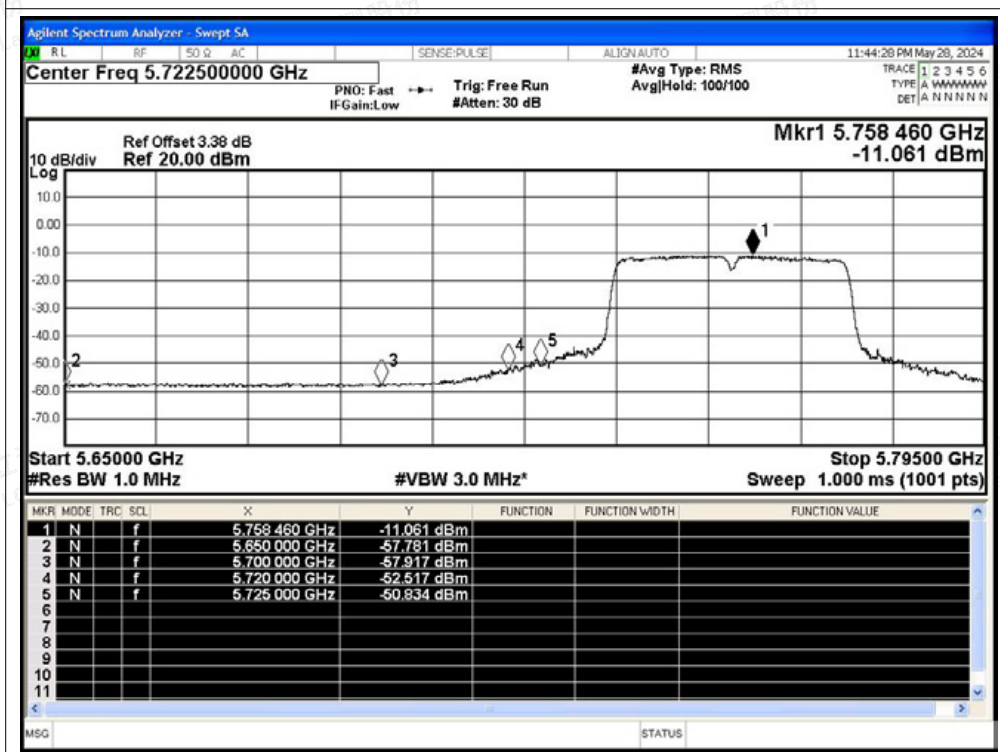 Agilent Spectrum Analyzer - Swept SA
RL RF 50 Ω AC SENSE:PULSE ALIGNAUTO 11:44:28 PM May 28, 2024
Center Freq 5.722500000 GHz
PNO: Fast
IFGain:Low
Trig: Free Run
#Atten: 30 dB
#Avg Type: RMS
Avg|Hold: 100/100
TRACE 1 2 3 4 5 6
TYPE A WWWWW
DET A N N N N N
Mkr1 5.758 460 GHz
-11.061 dBm
Ref Offset 3.38 dB
10 dB/div Ref 20.00 dBm
Log
10.0
0.00
-10.0
-20.0
-30.0
-40.0
-50.0
-60.0
-70.0
1
2
3
4
5
Start 5.65000 GHz Stop 5.79500 GHz
#Res BW 1.0 MHz #VBW 3.0 MHz* Sweep 1.000 ms (1001 pts)
MKR MODE TRC SCL X Y FUNCTION FUNCTION WIDTH FUNCTION VALUE
1 N f 5.758 460 GHz -11.061 dBm
2 N f 5.650 000 GHz -57.781 dBm
3 N f 5.700 000 GHz -57.917 dBm
4 N f 5.720 000 GHz -52.517 dBm
5 N f 5.725 000 GHz -50.834 dBm
6
7
8
9
10
11
MSG STATUS